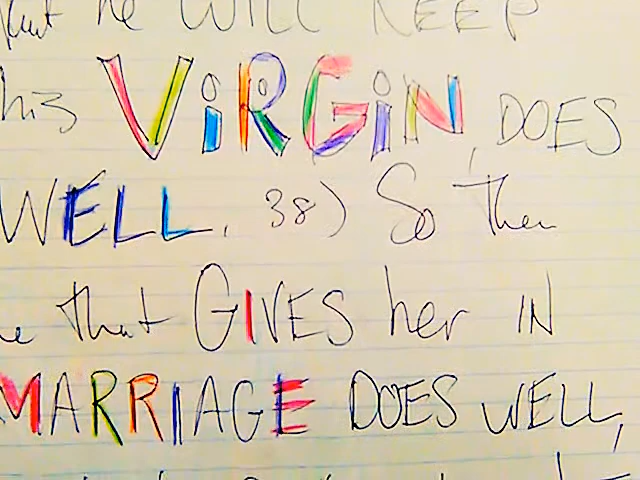 that he WILL KEEP
his ViRGiN, DOES
WELL. 38) So then
e that GIVES her IN
MARRIAGE DOES WELL,